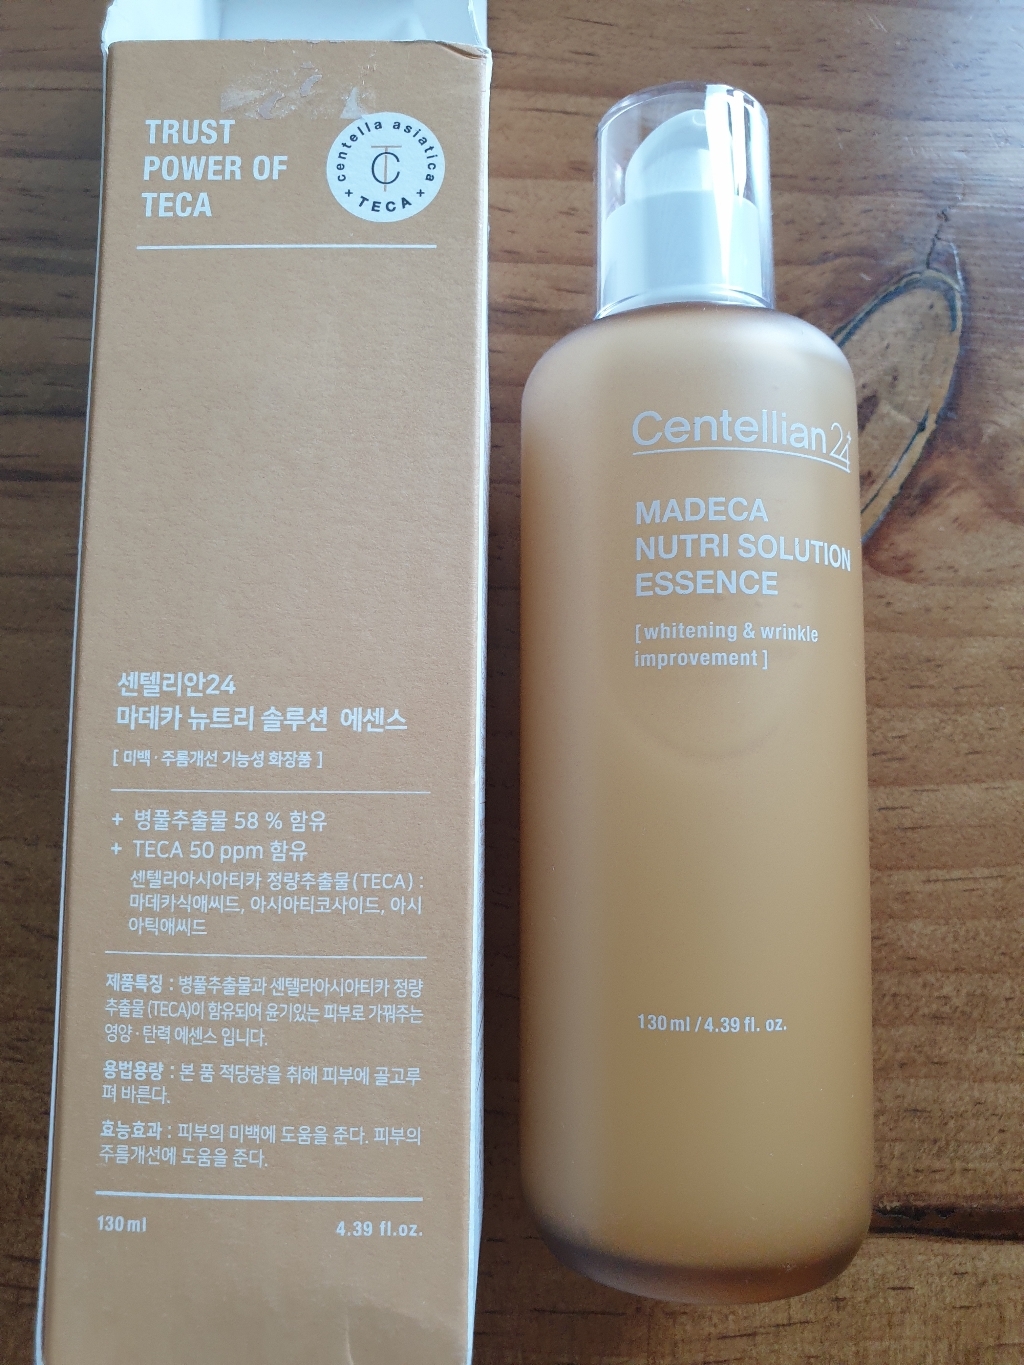 TRUST
POWER OF
TECA
centella asiatica
+ TECA +
TC
센텔리안24
마데카 뉴트리 솔루션 에센스
[ 미백 · 주름개선 기능성 화장품 ]
+ 병풀추출물 58 % 함유
+ TECA 50 ppm 함유
센텔라아시아티카 정량추출물(TECA) :
마데카식애씨드, 아시아티코사이드, 아시
아틱애씨드
제품특징 : 병풀추출물과 센텔라아시아티카 정량
추출물 (TECA)이 함유되어 윤기있는 피부로 가꿔주는
영양 · 탄력 에센스 입니다.
용법용량 : 본 품 적당량을 취해 피부에 골고루
펴 바른다.
효능효과 : 피부의 미백에 도움을 준다. 피부의
주름개선에 도움을 준다.
130 ml 4.39 fl.oz.
Centellian24
MADECA
NUTRI SOLUTION
ESSENCE
[ whitening & wrinkle
improvement ]
130 ml / 4.39 fl. oz.